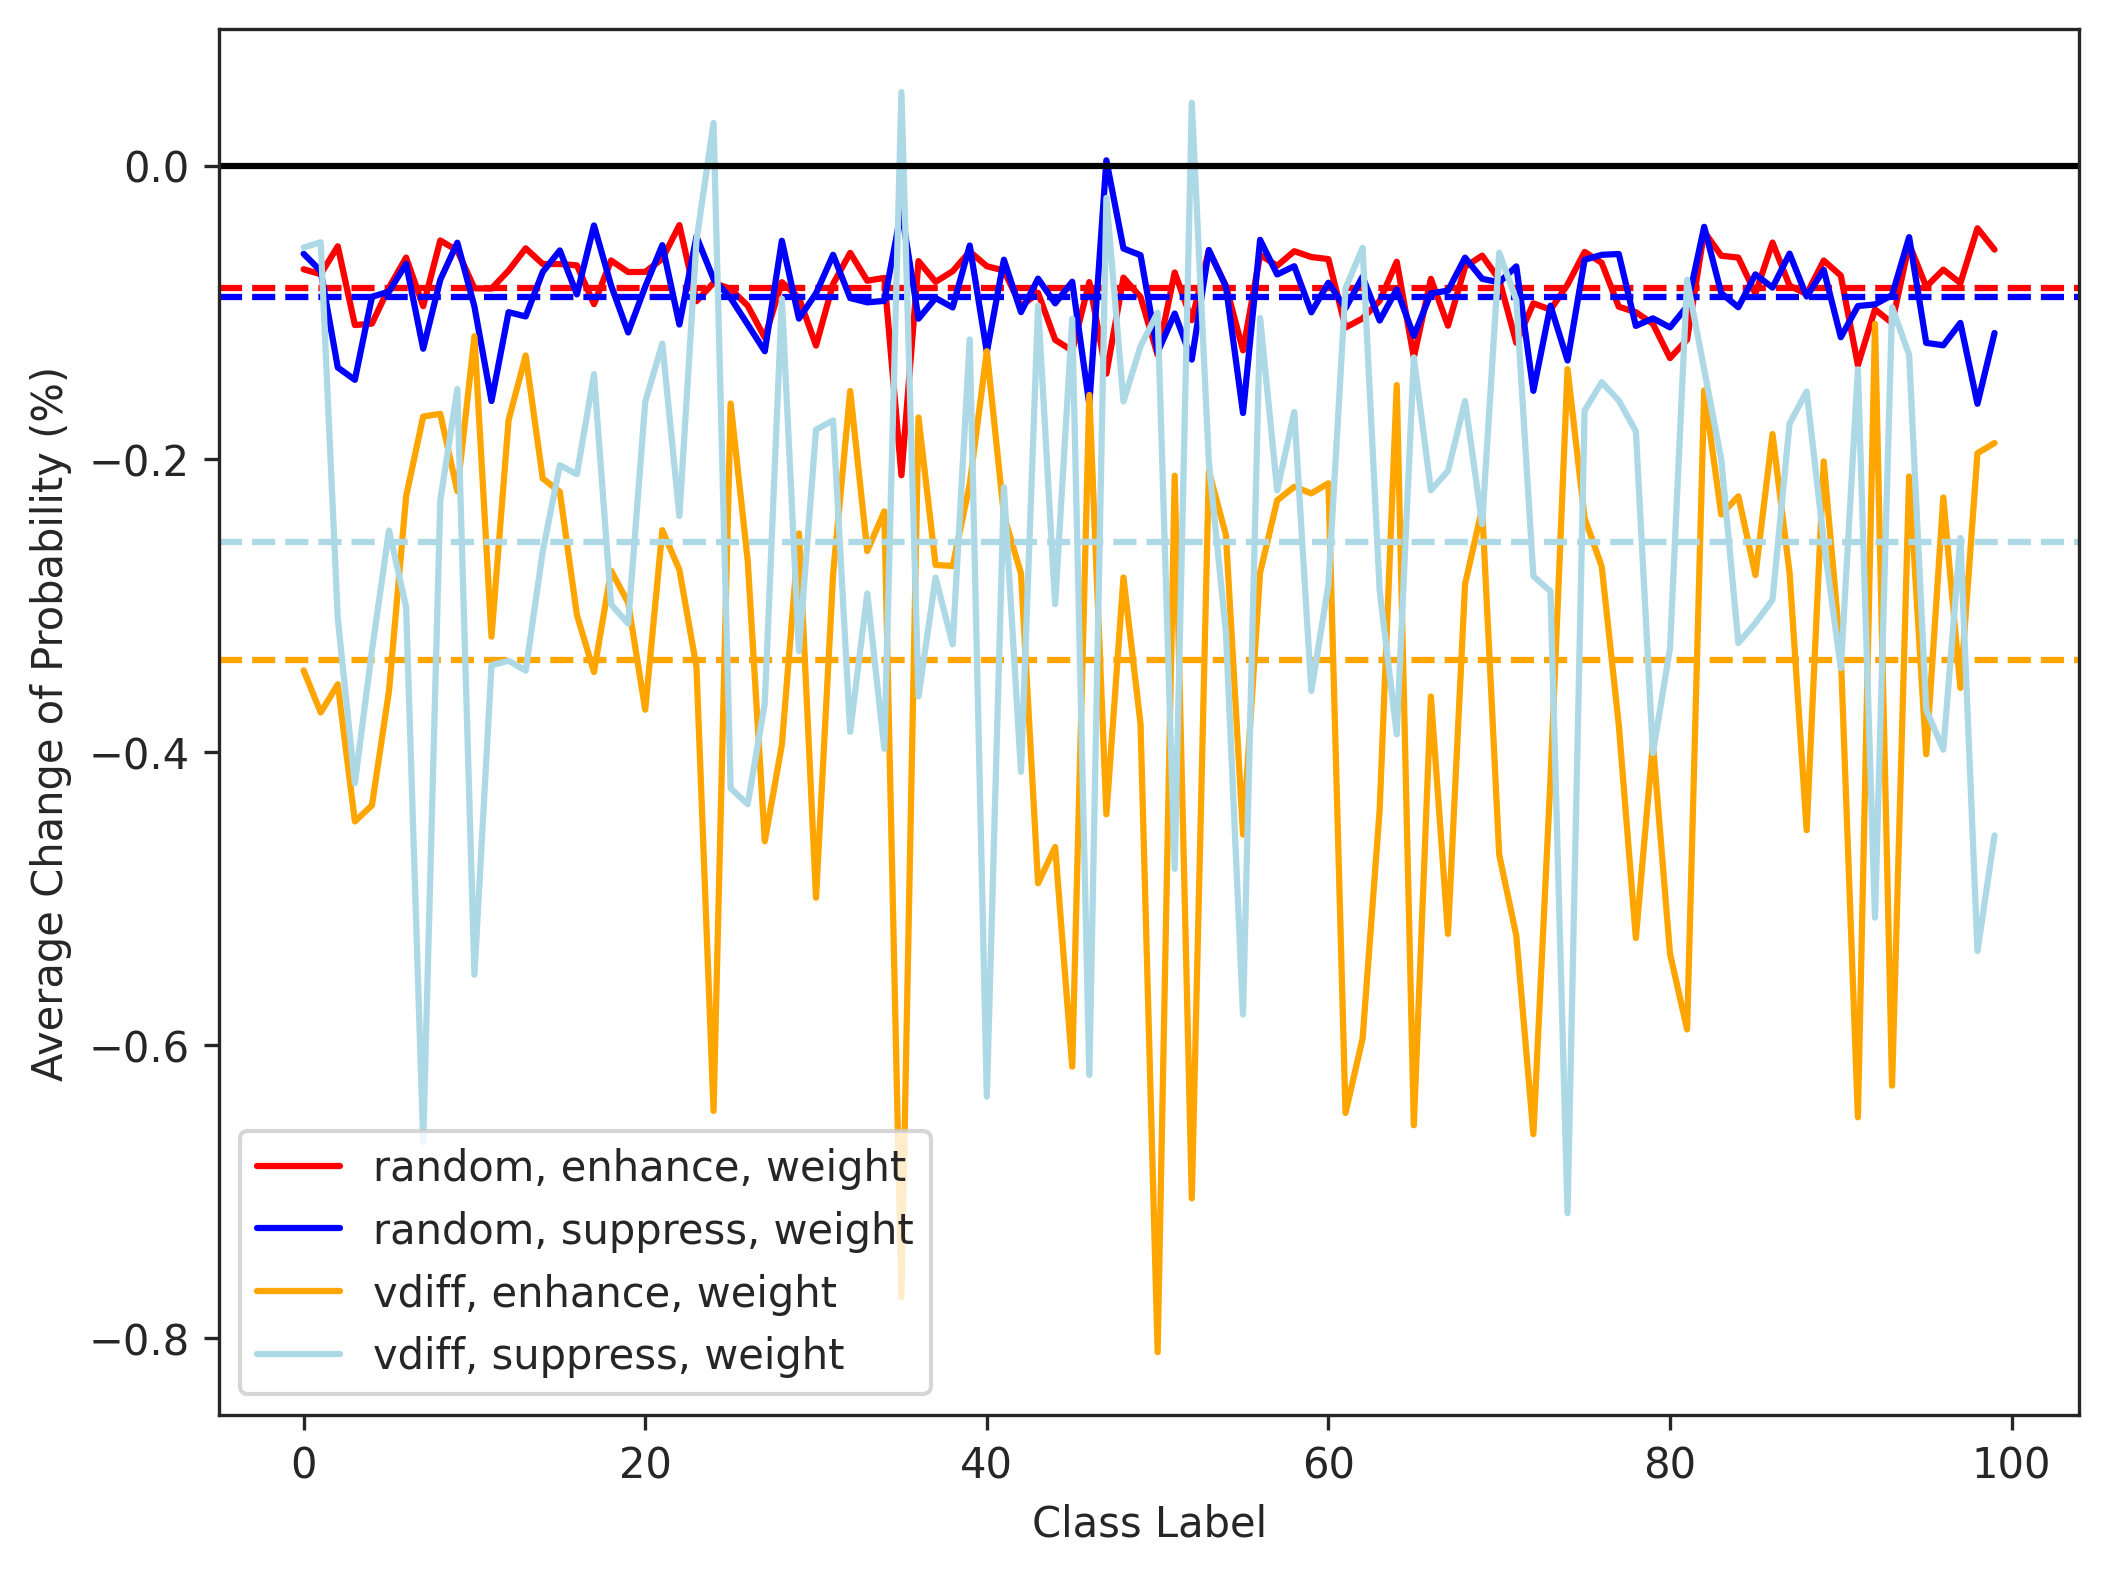 0.0
−0.2
−0.4
−0.6
−0.8
Average Change of Probability (%)
random, enhance, weight
random, suppress, weight
vdiff, enhance, weight
vdiff, suppress, weight
0 20 40 60 80 100
Class Label